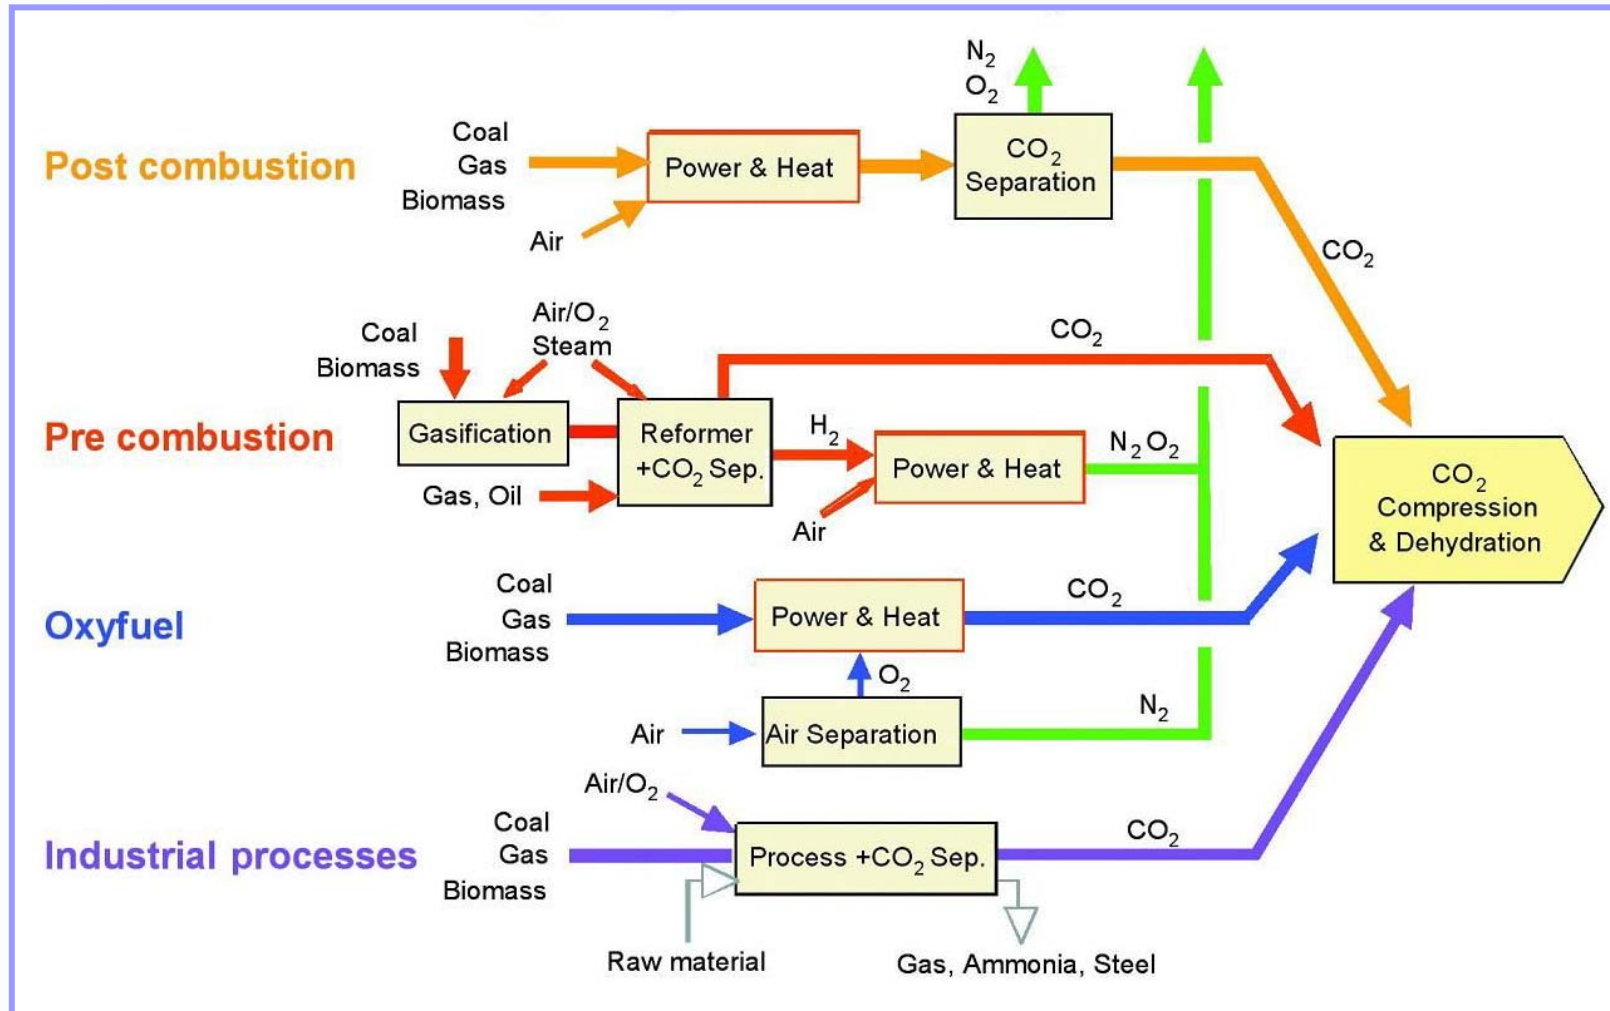 N₂
O₂
Coal
Gas
Biomass
Air
Post combustion
Power & Heat
CO₂
Separation
CO₂
Coal
Biomass
Air/O₂
Steam
CO₂
Pre combustion
Gasification
Reformer
+CO₂ Sep.
H₂
Power & Heat
N₂O₂
Gas, Oil
Air
CO₂
Compression
& Dehydration
Coal
Gas
Biomass
Oxyfuel
Power & Heat
CO₂
O₂
Air
Air Separation
N₂
Air/O₂
Coal
Gas
Biomass
Industrial processes
Process +CO₂ Sep.
CO₂
Raw material
Gas, Ammonia, Steel